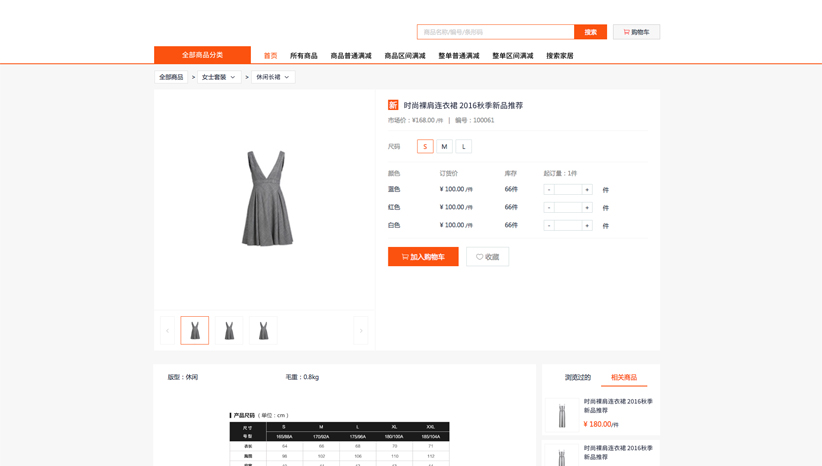 商品名称/编号/条形码
搜索
购物车
全部商品分类 首页 所有商品 商品普通满减 商品区间满减 整单普通满减 整单区间满减 搜索家居
全部商品 > 女士套装 > 休闲长裙
新 时尚裸肩连衣裙 2016秋季新品推荐
市场价：¥168.00 /件 | 编号：100061
尺码 S M L
颜色 订货价 库存 起订量：1件
蓝色 ¥ 100.00 /件 66件 - + 件
红色 ¥ 100.00 /件 66件 - + 件
白色 ¥ 100.00 /件 66件 - + 件
加入购物车 收藏
版型：休闲 毛重：0.8kg
产品尺码（单位：cm）
尺寸 S M L XL XXL
号型 165/88A 170/92A 175/96A 180/100A 185/104A
衣长 64 66 68 70 71
胸围 98 102 106 110 112
浏览过的 相关商品
时尚裸肩连衣裙 2016秋季
新品推荐
¥ 180.00/件
时尚裸肩连衣裙 2016秋季
新品推荐